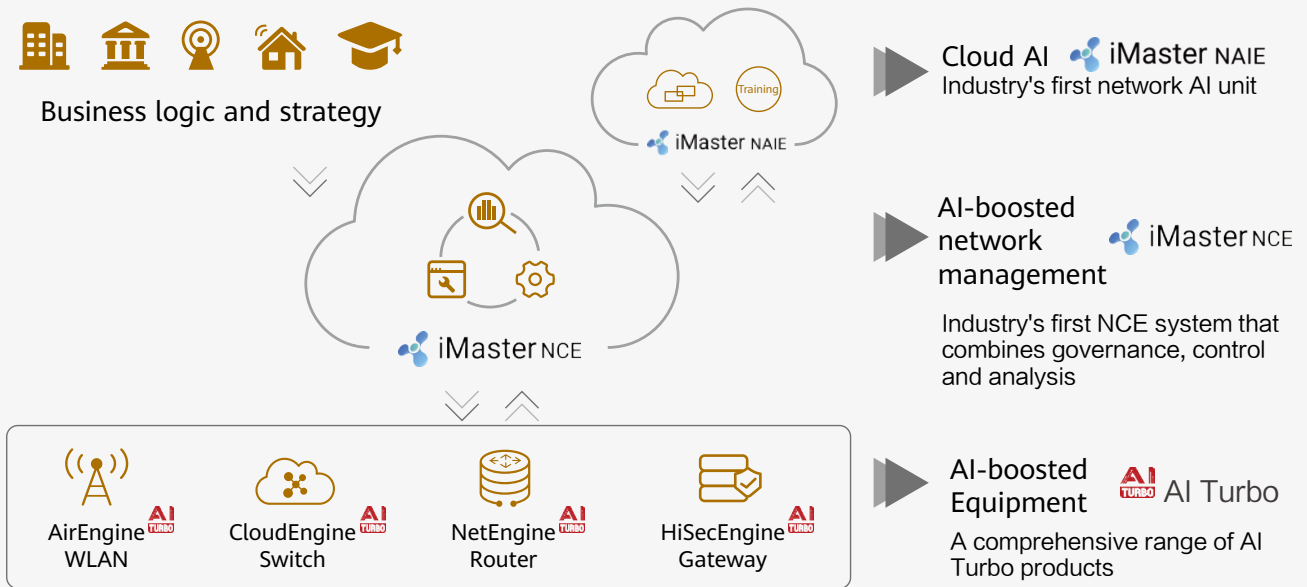 Business logic and strategy
Training
iMaster NAIE
iMaster NCE
AirEngine
WLAN
AI
TURBO
CloudEngine
Switch
AI
TURBO
NetEngine
Router
AI
TURBO
HiSecEngine
Gateway
AI
TURBO
Cloud AI
iMaster NAIE
Industry's first network AI unit
AI-boosted
network
management
iMaster NCE
Industry's first NCE system that
combines governance, control
and analysis
AI-boosted
Equipment
AI
TURBO
AI Turbo
A comprehensive range of AI
Turbo products